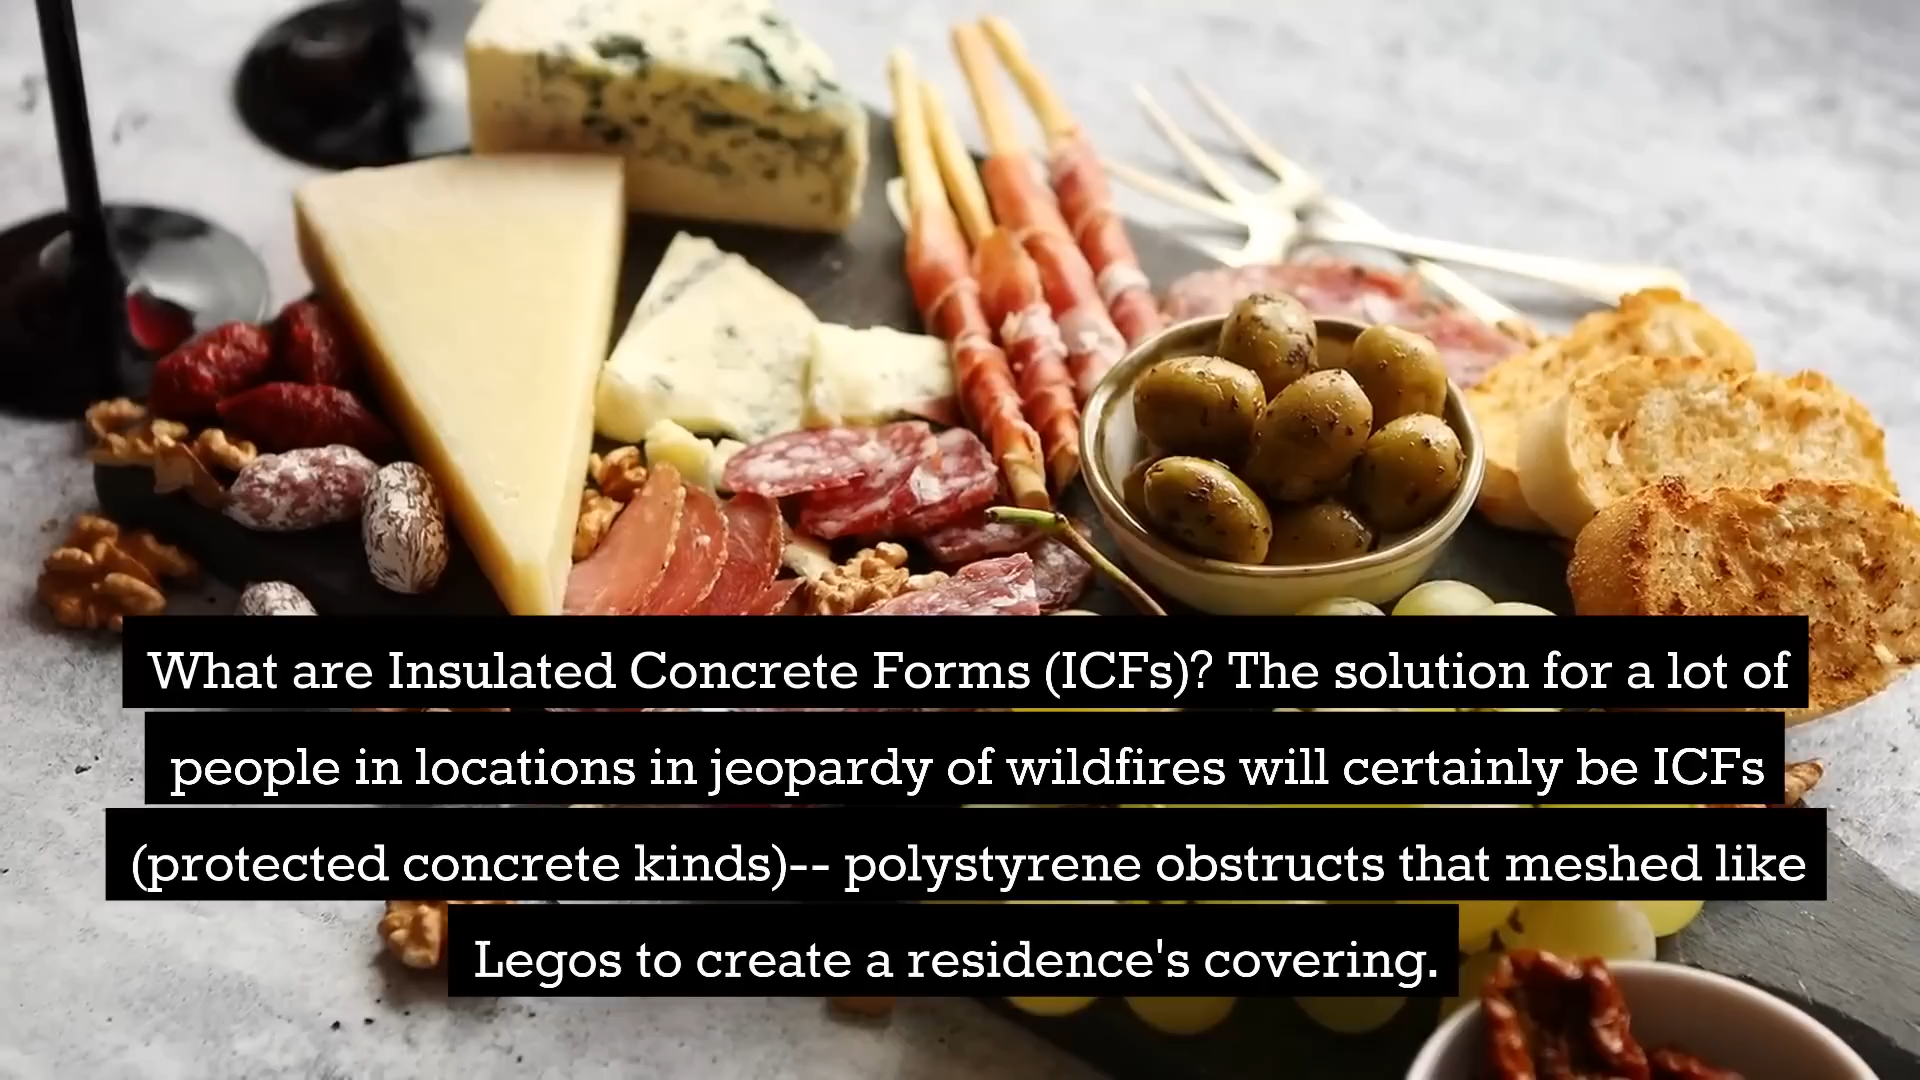 What are Insulated Concrete Forms (ICFs)? The solution for a lot of
people in locations in jeopardy of wildfires will certainly be ICFs
(protected concrete kinds)-- polystyrene obstructs that meshed like
Legos to create a residence's covering.